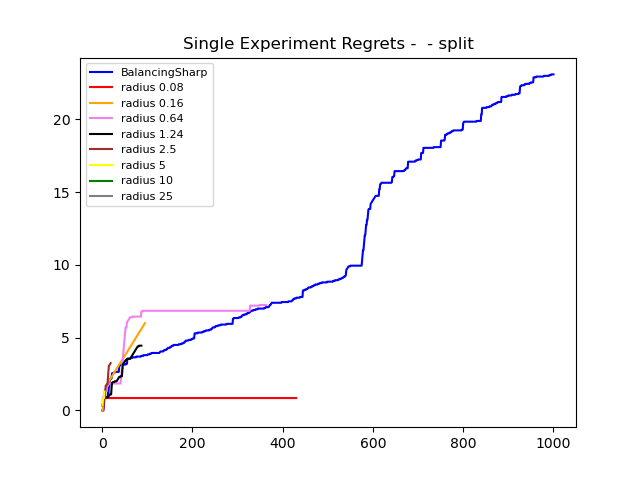 Single Experiment Regrets -  - split
BalancingSharp
radius 0.08
radius 0.16
radius 0.64
radius 1.24
radius 2.5
radius 5
radius 10
radius 25
20
15
10
5
0
0 200 400 600 800 1000